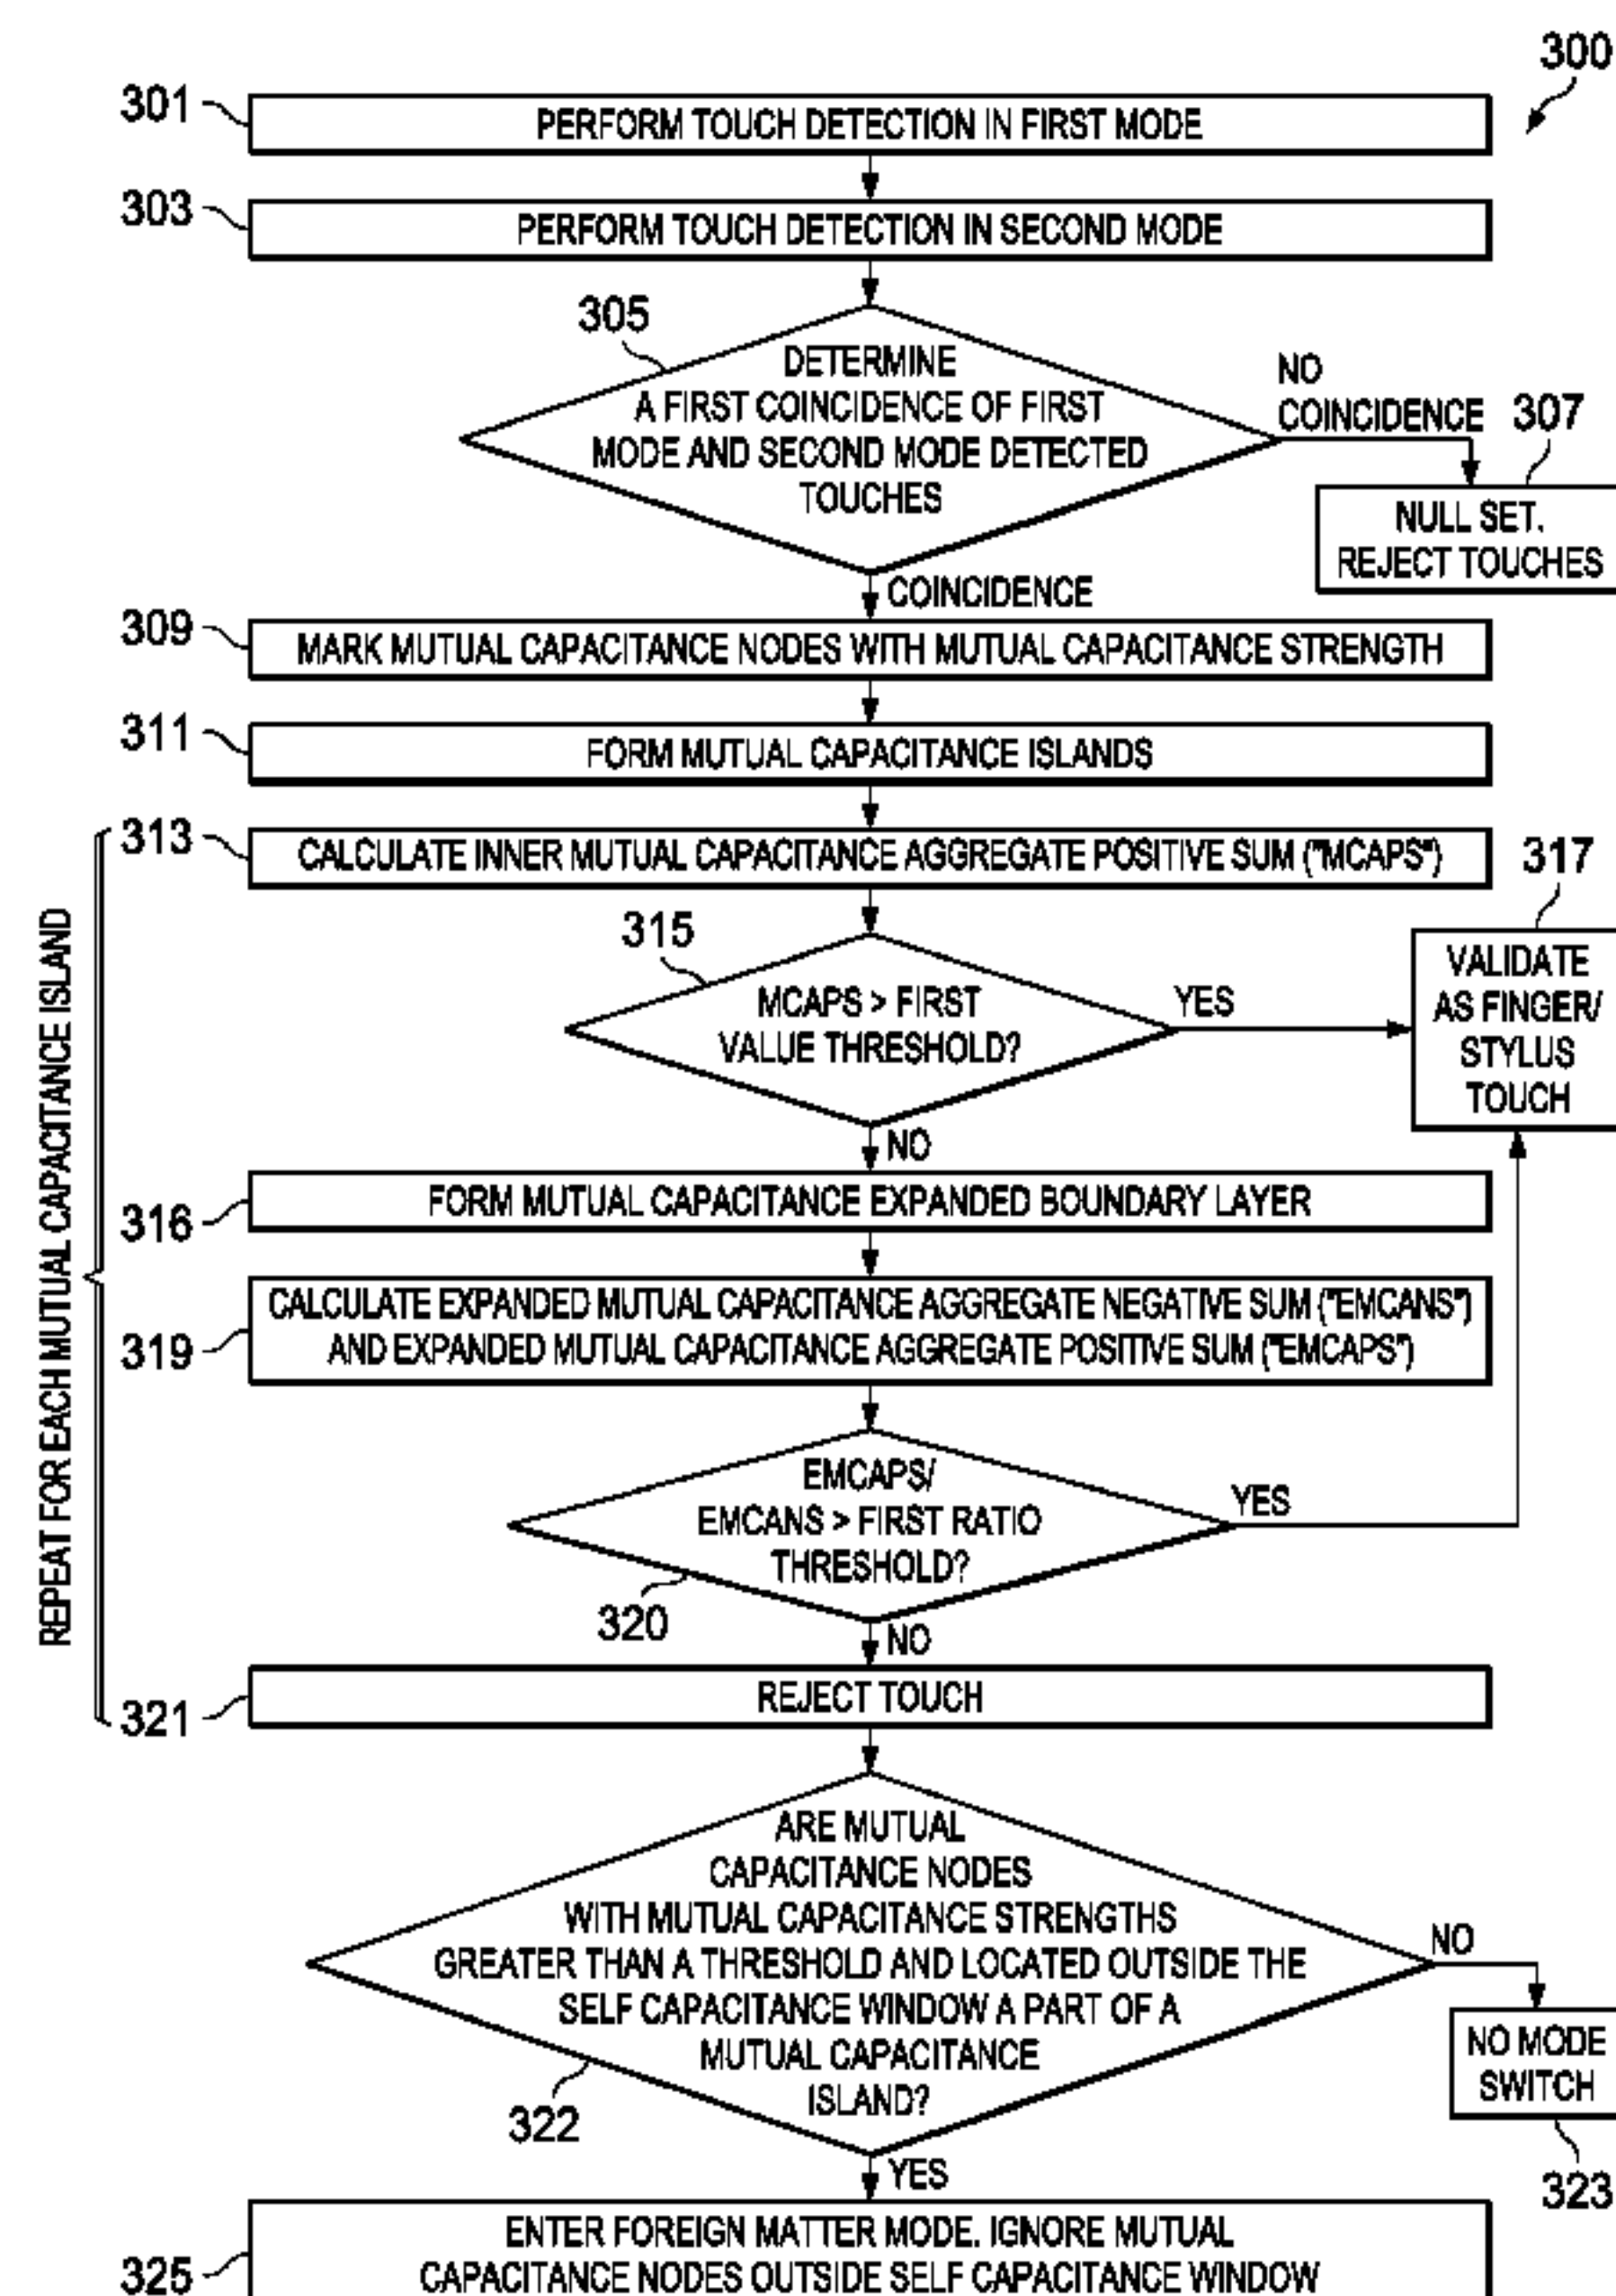 300
301
PERFORM TOUCH DETECTION IN FIRST MODE
303
PERFORM TOUCH DETECTION IN SECOND MODE
305
DETERMINE
A FIRST COINCIDENCE OF FIRST
MODE AND SECOND MODE DETECTED
TOUCHES
NO
COINCIDENCE
307
NULL SET.
REJECT TOUCHES
COINCIDENCE
309
MARK MUTUAL CAPACITANCE NODES WITH MUTUAL CAPACITANCE STRENGTH
311
FORM MUTUAL CAPACITANCE ISLANDS
REPEAT FOR EACH MUTUAL CAPACITANCE ISLAND
313
CALCULATE INNER MUTUAL CAPACITANCE AGGREGATE POSITIVE SUM ("MCAPS")
315
MCAPS > FIRST
VALUE THRESHOLD?
YES
317
VALIDATE
AS FINGER/
STYLUS
TOUCH
NO
316
FORM MUTUAL CAPACITANCE EXPANDED BOUNDARY LAYER
319
CALCULATE EXPANDED MUTUAL CAPACITANCE AGGREGATE NEGATIVE SUM ("EMCANS")
AND EXPANDED MUTUAL CAPACITANCE AGGREGATE POSITIVE SUM ("EMCAPS")
EMCAPS/
EMCANS > FIRST RATIO
THRESHOLD?
320
YES
NO
321
REJECT TOUCH
ARE MUTUAL
CAPACITANCE NODES
WITH MUTUAL CAPACITANCE STRENGTHS
GREATER THAN A THRESHOLD AND LOCATED OUTSIDE THE
SELF CAPACITANCE WINDOW A PART OF A
MUTUAL CAPACITANCE
ISLAND?
322
NO
NO MODE
SWITCH
323
YES
325
ENTER FOREIGN MATTER MODE. IGNORE MUTUAL
CAPACITANCE NODES OUTSIDE SELF CAPACITANCE WINDOW